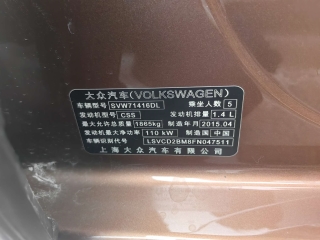 大众汽车(VOLKSWAGEN)
车辆型号 SVW71416DL 乘坐人数 5
发动机型号 CSS 发动机排量 1.4 L
最大允许总质量 1865kg 制造年月 2015.04
发动机最大净功率 110 kW 制造国 中国
车辆识别代号 LSVCD2BM8FN047511
上海大众汽车有限公司